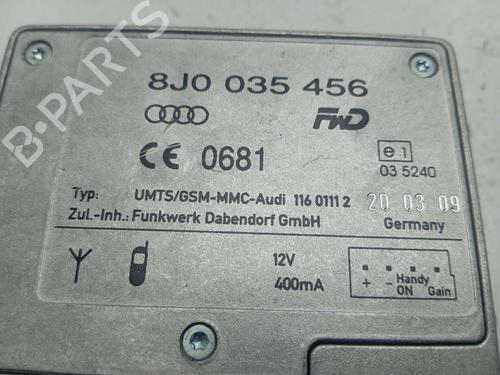 8J0 035 456
FWD
CE 0681
e1
03 5240
Typ: UMTS/GSM-MMC-Audi 116 0111 2
20 03 09
Zul.-Inh.: Funkwerk Dabendorf GmbH
Germany
12V
400mA
+ - Handy ON Gain
B-PARTS